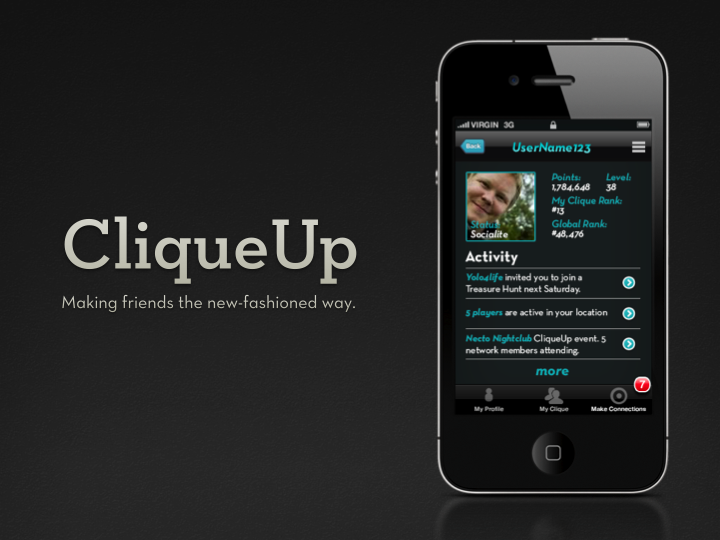 CliqueUp
Making friends the new-fashioned way.
VIRGIN 3G
Back
UserName123
Points:
1,784,648
Level:
38
My Clique Rank:
#13
Global Rank:
#48,476
Status:
Socialite
Activity
Yolo4life invited you to join a
Treasure Hunt next Saturday.
5 players are active in your location
Necto Nightclub CliqueUp event. 5
network members attending.
more
7
My Profile
My Clique
Make Connections